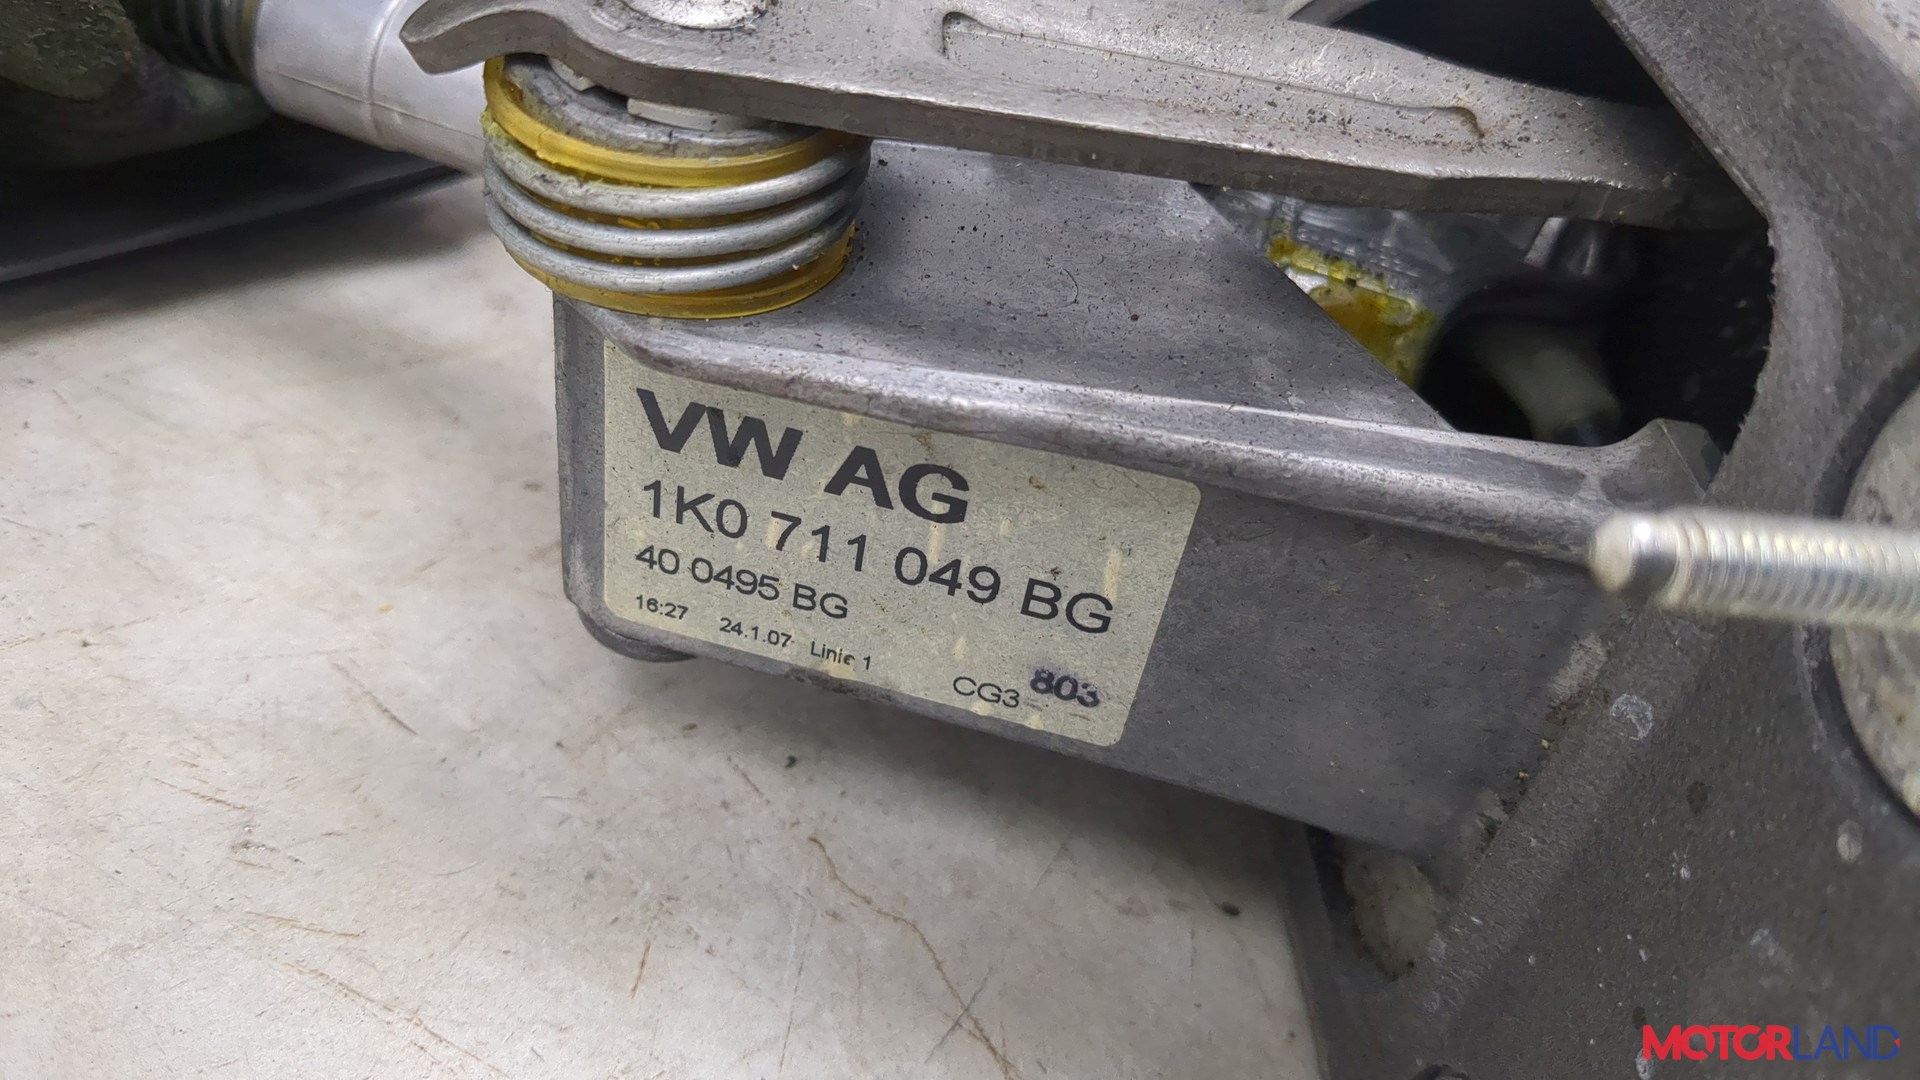 VW AG
1K0 711 049 BG
40 0495 BG
16:27 24.1.07 Linie 1
CG3 803
MOTORLAND